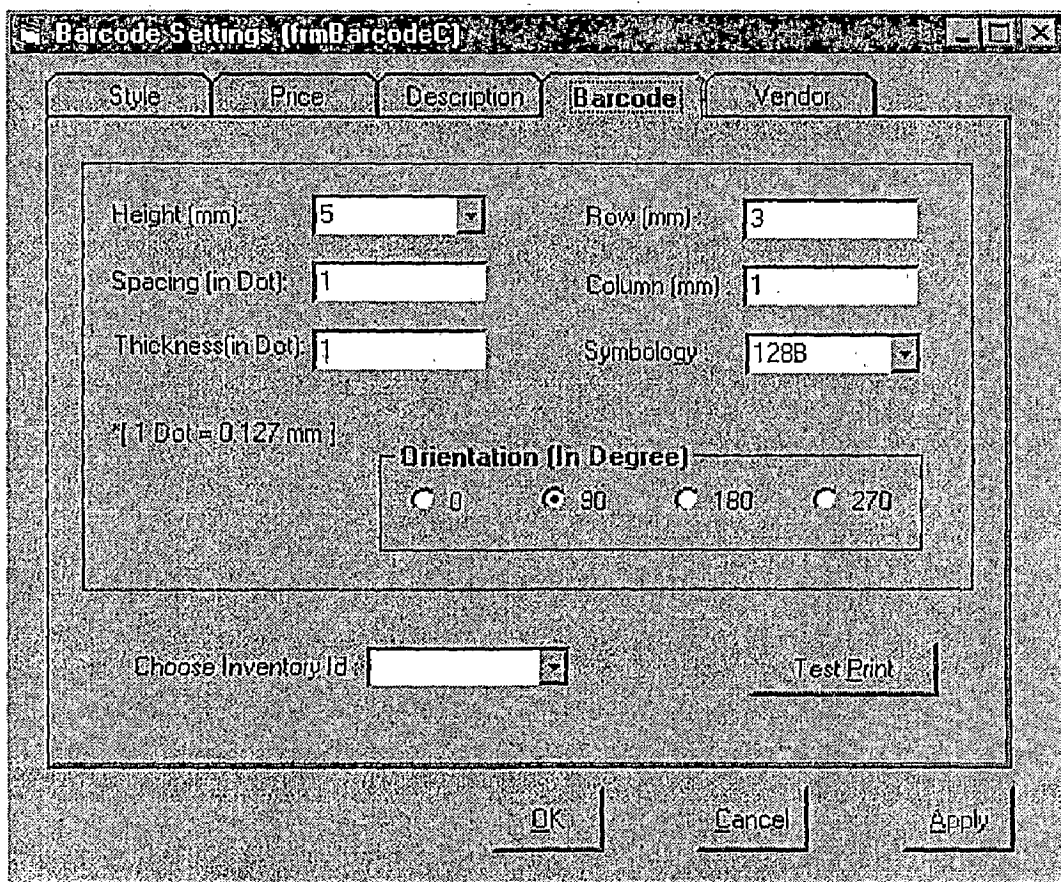 Barcode Settings (frmBarcodeC)
Style Price Description Barcode Vendor
Height (mm): 5 Row (mm) : 3
Spacing (in Dot): 1 Column (mm) : 1
Thickness(in Dot): 1 Symbology : 128B
*[ 1 Dot = 0.127 mm ]
Orientation (In Degree)
0 90 180 270
Choose Inventory Id : Test Print
OK Cancel Apply